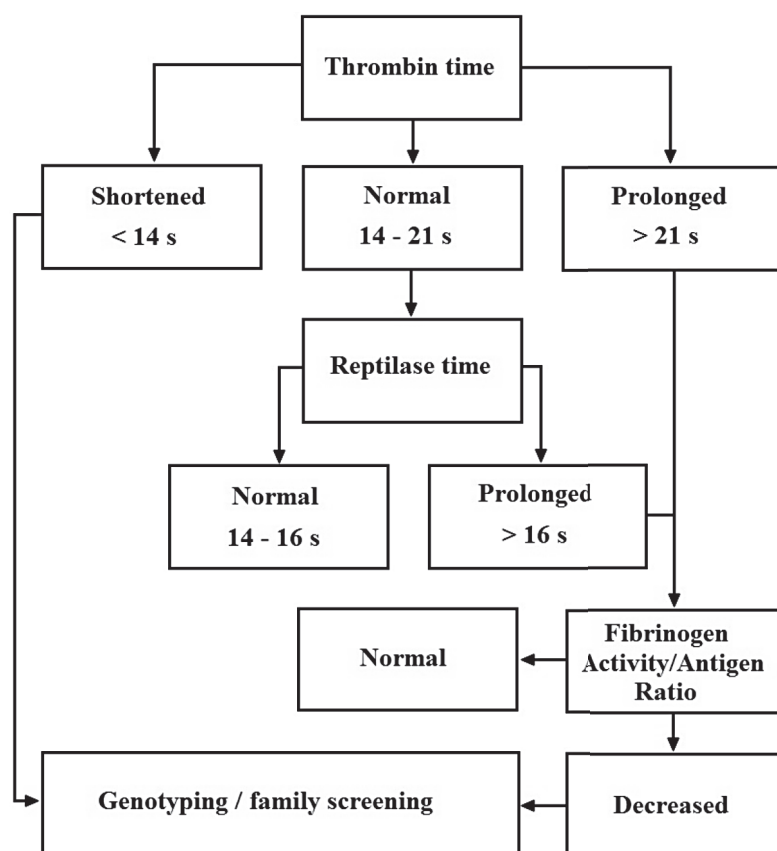 Thrombin time
Shortened
< 14 s
Normal
14 - 21 s
Prolonged
> 21 s
Reptilase time
Normal
14 - 16 s
Prolonged
> 16 s
Normal
Fibrinogen
Activity/Antigen
Ratio
Genotyping / family screening
Decreased